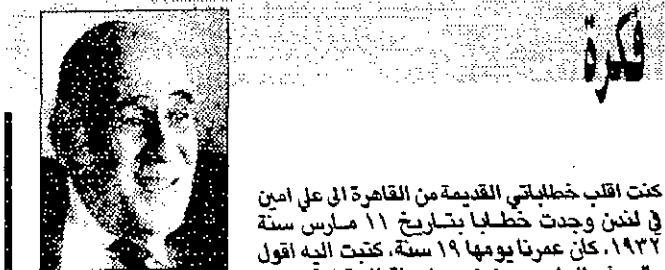 فكرة
كنت اقلب خطاباتي القديمة من القاهرة الى علي امين
في لندن وجدت خطابا بتاريخ ١١ مارس سنة
١٩٣٢، كان عمرنا يومها ١٩ سنة، كتبت اليه اقول